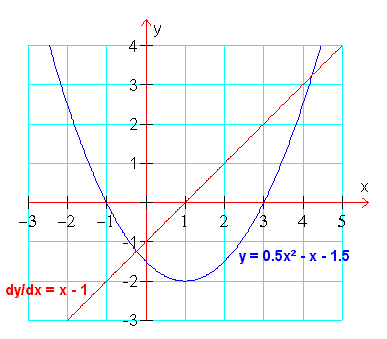 y
4
3
2
1
x
-3 -2 -1 1 2 3 4 5
-1
y = 0.5x² - x - 1.5
-2
dy/dx = x - 1
-3